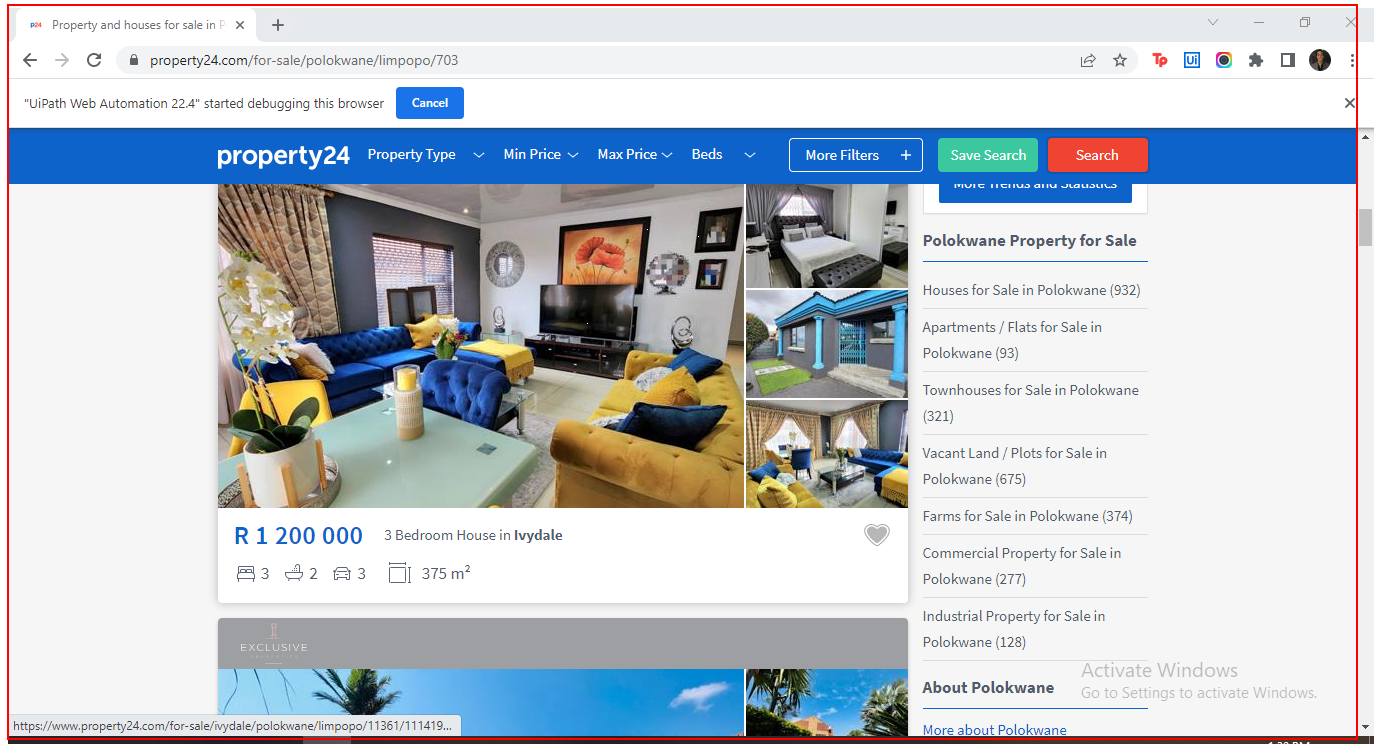 p24 Property and houses for sale in P
property24.com/for-sale/polokwane/limpopo/703
Tp
Ui
"UiPath Web Automation 22.4" started debugging this browser
Cancel
property24
Property Type
Min Price
Max Price
Beds
More Filters +
Save Search
Search
More Trends and Statistics
Polokwane Property for Sale
Houses for Sale in Polokwane (932)
Apartments / Flats for Sale in
Polokwane (93)
Townhouses for Sale in Polokwane
(321)
Vacant Land / Plots for Sale in
Polokwane (675)
Farms for Sale in Polokwane (374)
Commercial Property for Sale in
Polokwane (277)
Industrial Property for Sale in
Polokwane (128)
About Polokwane
More about Polokwane
R 1 200 000
3 Bedroom House in Ivydale
3 2 3 375 m²
EXCLUSIVE
Activate Windows
Go to Settings to activate Windows.
https://www.property24.com/for-sale/ivydale/polokwane/limpopo/11361/111419...